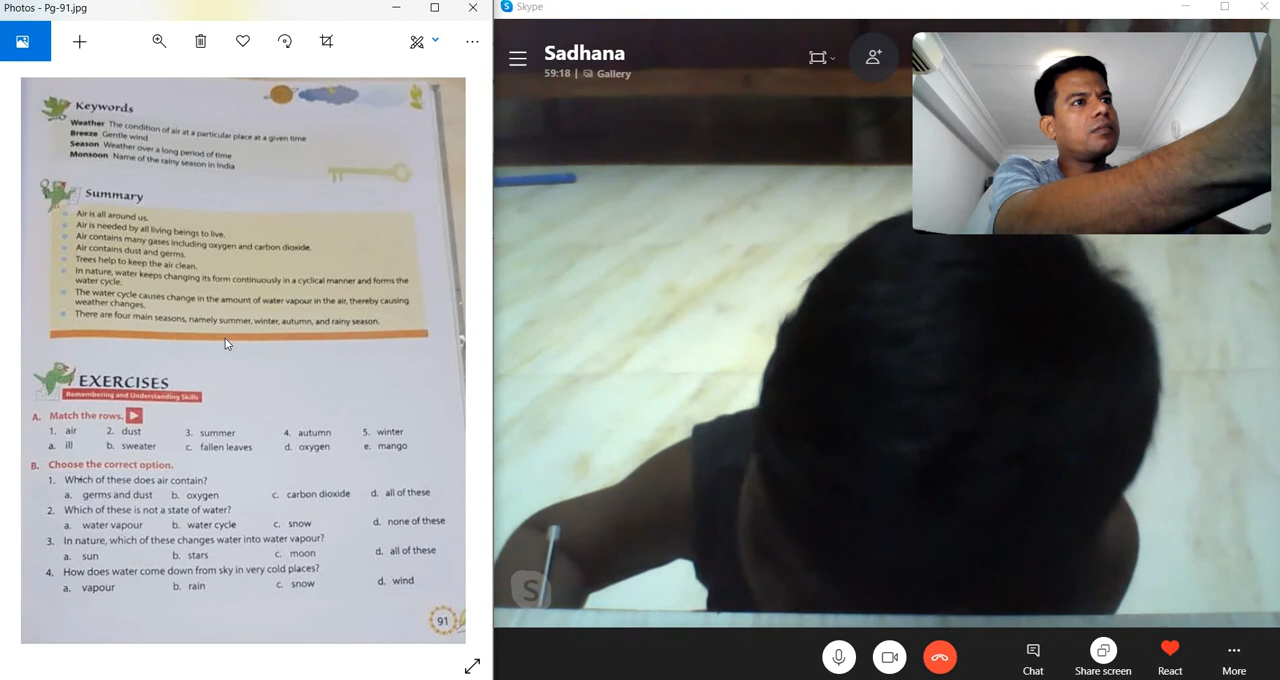 Photos - Pg-91.jpg
Skype
Sadhana
59:18 | Gallery
Keywords
Weather The condition of air at a particular place at a given time
Breeze Gentle wind
Season Weather over a long period of time
Monsoon Name of the rainy season in India
Summary
Air is all around us.
Air is needed by all living beings to live.
Air contains many gases including oxygen and carbon dioxide.
Air contains dust and germs.
Trees help to keep the air clean.
In nature, water keeps changing its form continuously in a cyclical manner and forms the
water cycle.
The water cycle causes change in the amount of water vapour in the air, thereby causing
weather changes.
There are four main seasons, namely summer, winter, autumn, and rainy season.
EXERCISES
Remembering and Understanding Skills
A. Match the rows.
1. air 2. dust 3. summer 4. autumn 5. winter
a. ill b. sweater c. fallen leaves d. oxygen e. mango
B. Choose the correct option.
1. Which of these does air contain?
a. germs and dust b. oxygen c. carbon dioxide d. all of these
2. Which of these is not a state of water?
a. water vapour b. water cycle c. snow d. none of these
3. In nature, which of these changes water into water vapour?
a. sun b. stars c. moon d. all of these
4. How does water come down from sky in very cold places?
a. vapour b. rain c. snow d. wind
91
Chat
Share screen
React
More